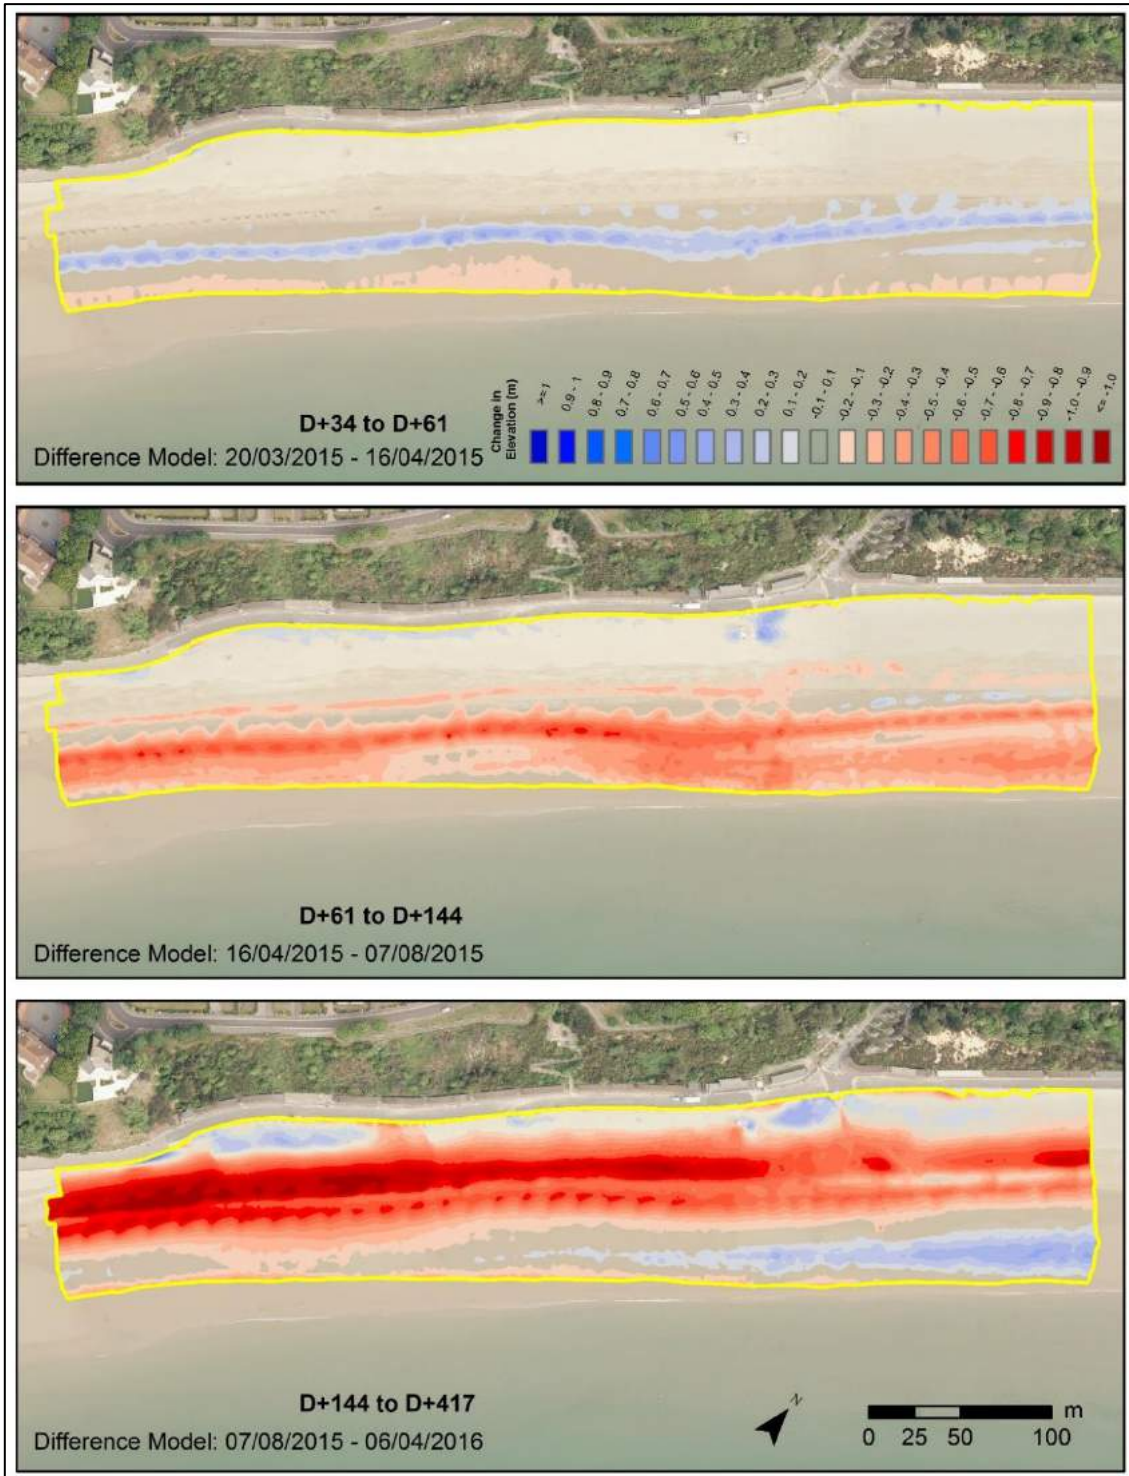 Change in
Elevation (m)
>=1
0.9 - 1
0.8 - 0.9
0.7 - 0.8
0.6 - 0.7
0.5 - 0.6
0.4 - 0.5
0.3 - 0.4
0.2 - 0.3
0.1 - 0.2
-0.1 - 0.1
-0.2 - -0.1
-0.3 - -0.2
-0.4 - -0.3
-0.5 - -0.4
-0.6 - -0.5
-0.7 - -0.6
-0.8 - -0.7
-0.9 - -0.8
-1.0 - -0.9
<= -1.0
D+34 to D+61
Difference Model: 20/03/2015 - 16/04/2015
D+61 to D+144
Difference Model: 16/04/2015 - 07/08/2015
D+144 to D+417
Difference Model: 07/08/2015 - 06/04/2016
N
m
0 25 50 100